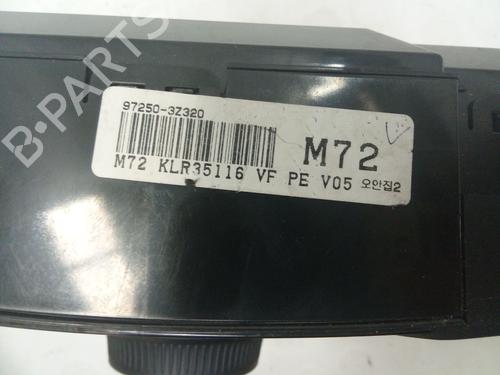 B-PARTS
97250-3Z320
M72
M72 KLR35116 VF PE V05 오안집2